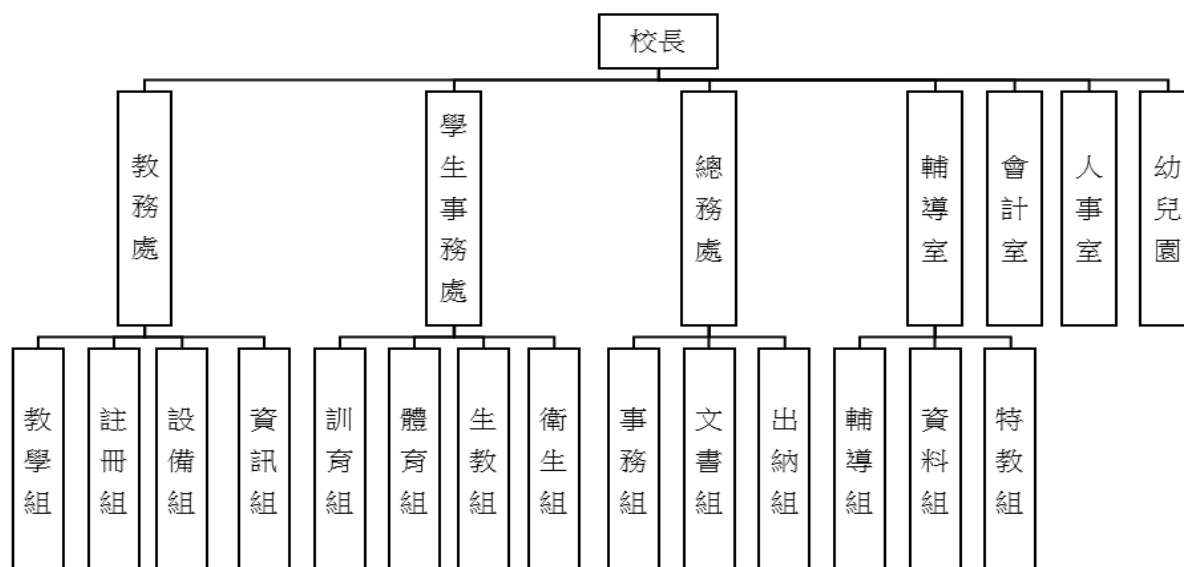 校長
教務處
學生事務處
總務處
輔導室
會計室
人事室
幼兒園
教學組
註冊組
設備組
資訊組
訓育組
體育組
生教組
衛生組
事務組
文書組
出納組
輔導組
資料組
特教組